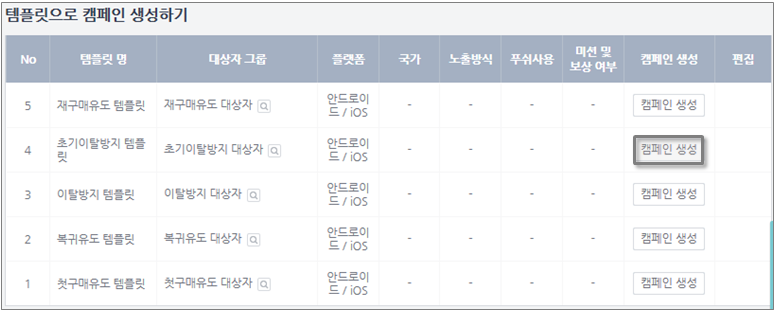 템플릿으로 캠페인 생성하기
No 템플릿 명 대상자 그룹 플랫폼 국가 노출방식 푸쉬사용 미션 및 보상 여부 캠페인 생성 편집
5 재구매유도 템플릿 재구매유도 대상자 안드로이드 / iOS - - - - 캠페인 생성
4 초기이탈방지 템플릿 초기이탈방지 대상자 안드로이드 / iOS - - - - 캠페인 생성
3 이탈방지 템플릿 이탈방지 대상자 안드로이드 / iOS - - - - 캠페인 생성
2 복귀유도 템플릿 복귀유도 대상자 안드로이드 / iOS - - - - 캠페인 생성
1 첫구매유도 템플릿 첫구매유도 대상자 안드로이드 / iOS - - - - 캠페인 생성